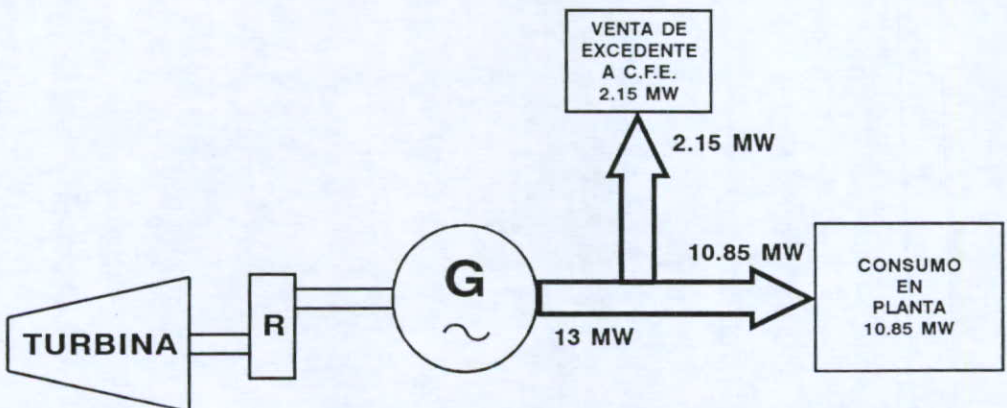 VENTA DE
EXCEDENTE
A C.F.E.
2.15 MW
2.15 MW
10.85 MW
CONSUMO
EN
PLANTA
10.85 MW
G
13 MW
R
TURBINA